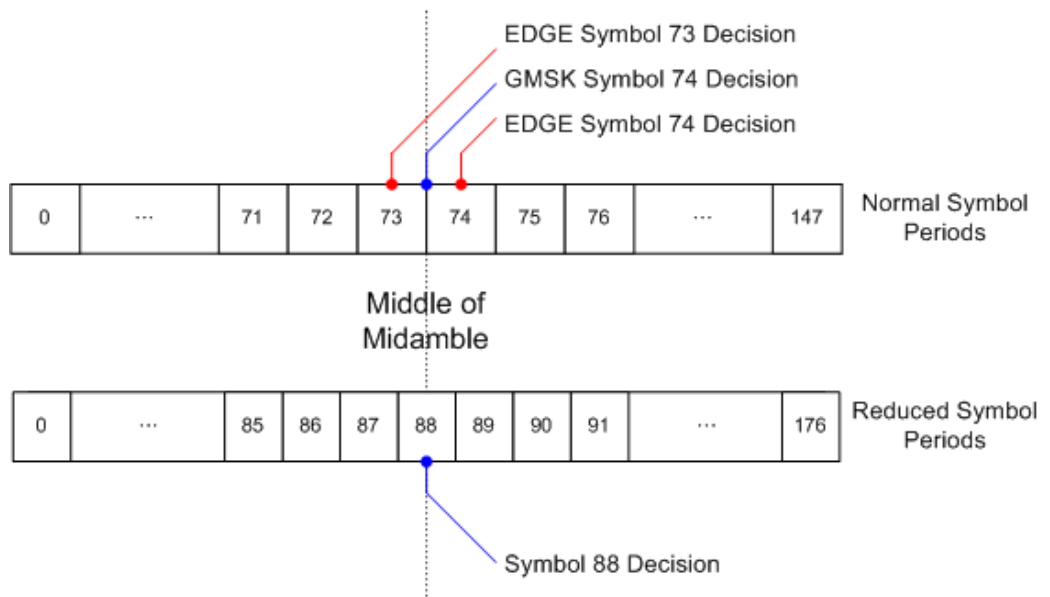 EDGE Symbol 73 Decision
GMSK Symbol 74 Decision
EDGE Symbol 74 Decision
0 ... 71 72 73 74 75 76 ... 147
Normal Symbol
Periods
Middle of
Midamble
0 ... 85 86 87 88 89 90 91 ... 176
Reduced Symbol
Periods
Symbol 88 Decision